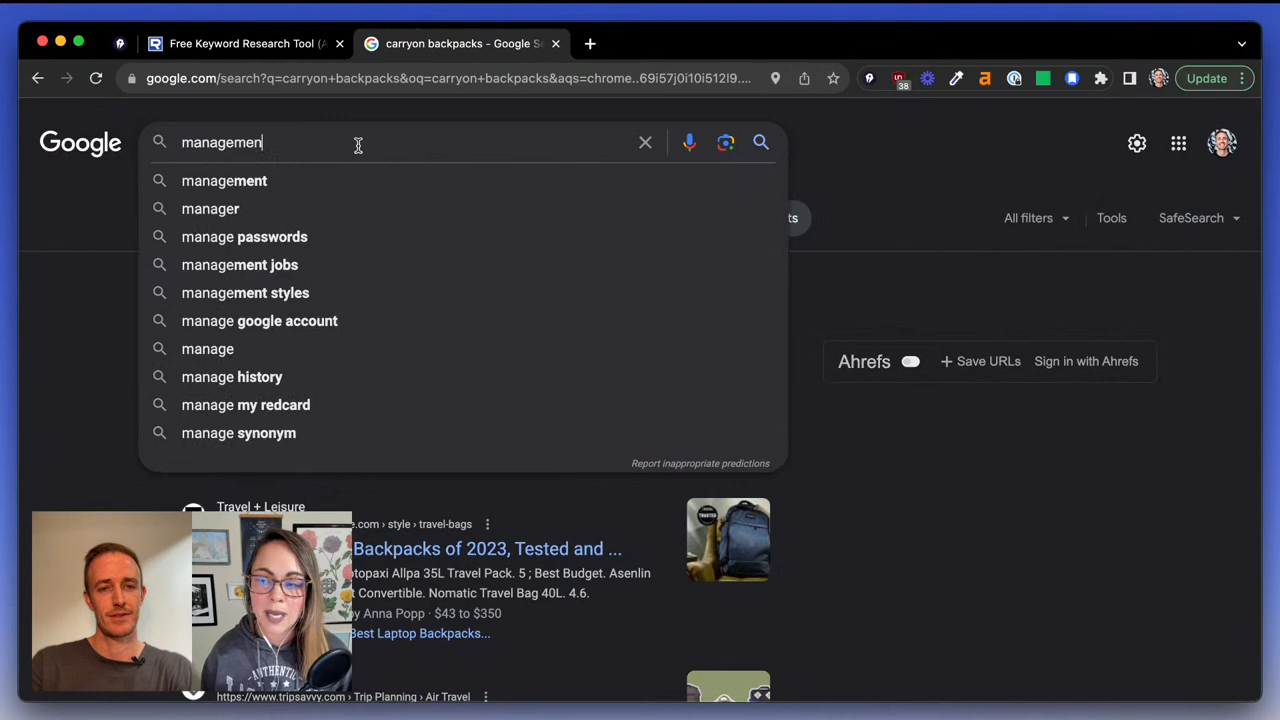 Free Keyword Research Tool (A
carryon backpacks - Google Se
google.com/search?q=carryon+backpacks&oq=carryon+backpacks&aqs=chrome..69i57j0i10i512l9....
38
Update
Google
managemen
management
manager
manage passwords
management jobs
management styles
manage google account
manage
manage history
manage my redcard
manage synonym
Report inappropriate predictions
ts
All filters
Tools
SafeSearch
Ahrefs
+ Save URLs
Sign in with Ahrefs
Travel + Leisure
e.com › style › travel-bags
Backpacks of 2023, Tested and ...
otopaxi Allpa 35L Travel Pack. 5 ; Best Budget. Asenlin
t Convertible. Nomatic Travel Bag 40L. 4.6.
by Anna Popp · $43 to $350
Best Laptop Backpacks...
https://www.tripsavvy.com › Trip Planning › Air Travel
AUTHENTIC